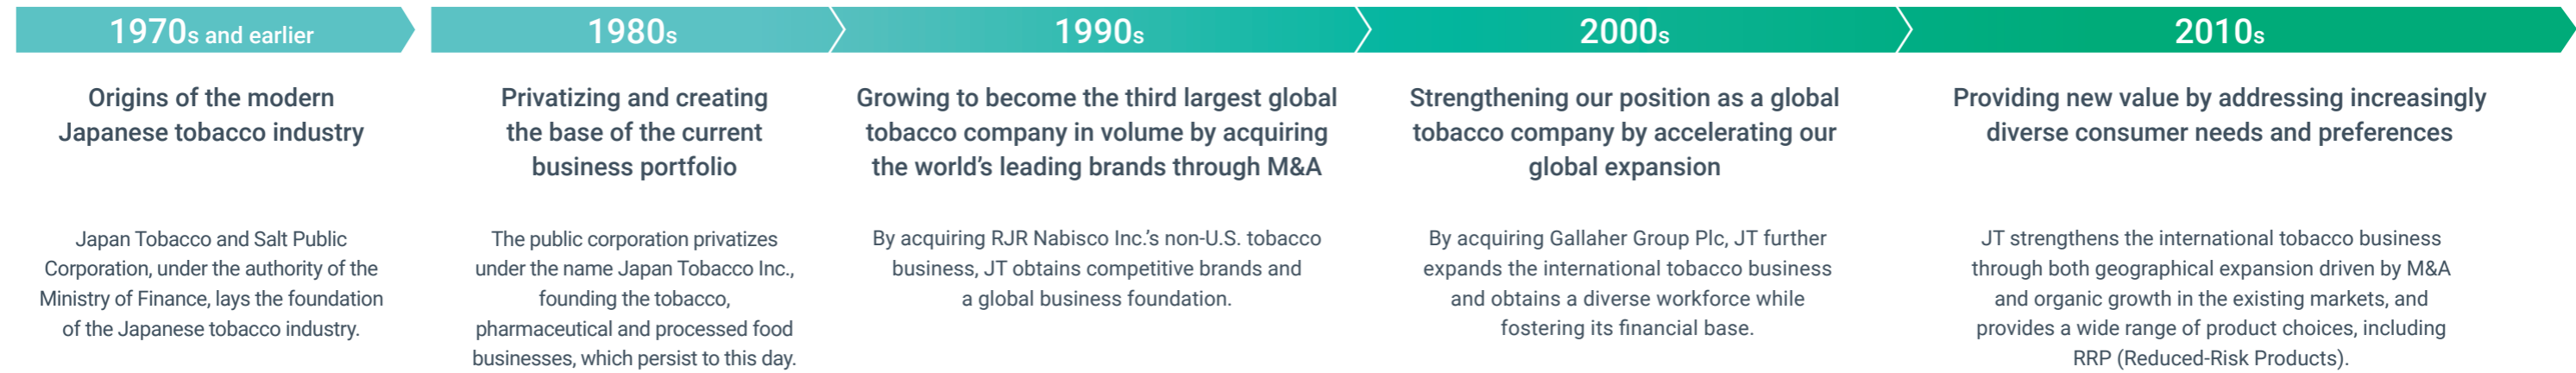 1970s and earlier
Origins of the modern
Japanese tobacco industry
Japan Tobacco and Salt Public
Corporation, under the authority of the
Ministry of Finance, lays the foundation
of the Japanese tobacco industry.
1980s
Privatizing and creating
the base of the current
business portfolio
The public corporation privatizes
under the name Japan Tobacco Inc.,
founding the tobacco,
pharmaceutical and processed food
businesses, which persist to this day.
1990s
Growing to become the third largest global
tobacco company in volume by acquiring
the world's leading brands through M&A
By acquiring RJR Nabisco Inc.'s non-U.S. tobacco
business, JT obtains competitive brands and
a global business foundation.
2000s
Strengthening our position as a global
tobacco company by accelerating our
global expansion
By acquiring Gallaher Group Plc, JT further
expands the international tobacco business
and obtains a diverse workforce while
fostering its financial base.
2010s
Providing new value by addressing increasingly
diverse consumer needs and preferences
JT strengthens the international tobacco business
through both geographical expansion driven by M&A
and organic growth in the existing markets, and
provides a wide range of product choices, including
RRP (Reduced-Risk Products).